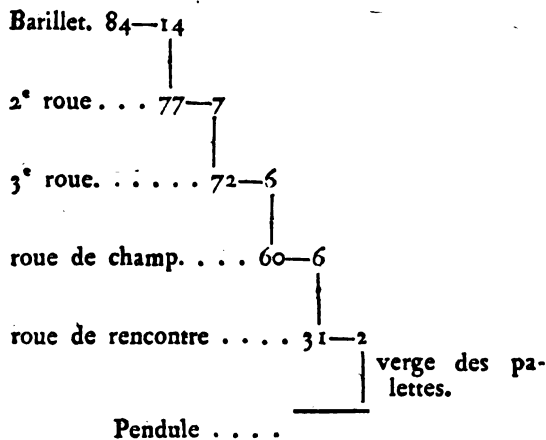 Barillet. 84—14
2e roue . . . 77—7
3e roue. . . . . . 72—6
roue de champ. . . . 60—6
roue de rencontre . . . . 31—2
verge des pa-
lettes.
Pendule . . . .